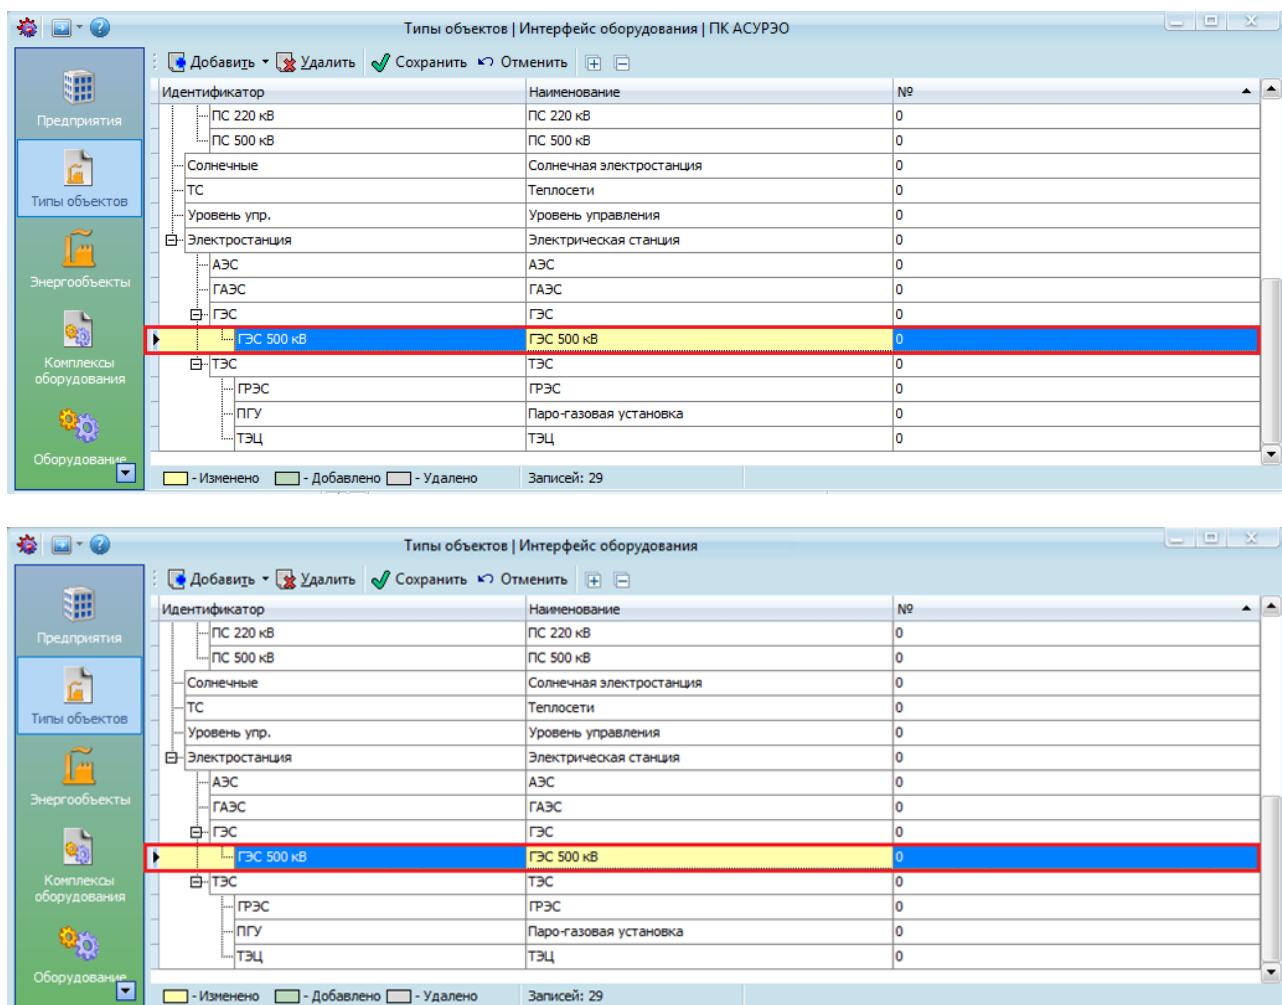 Типы объектов | Интерфейс оборудования | ПК АСУРЭО
Добавить Удалить Сохранить Отменить
Предприятия
Типы объектов
Энергообъекты
Комплексы
оборудования
Оборудование
Идентификатор Наименование №
ПС 220 кВ ПС 220 кВ 0
ПС 500 кВ ПС 500 кВ 0
Солнечные Солнечная электростанция 0
ТС Теплосети 0
Уровень упр. Уровень управления 0
Электростанция Электрическая станция 0
АЭС АЭС 0
ГАЭС ГАЭС 0
ГЭС ГЭС 0
ГЭС 500 кВ ГЭС 500 кВ 0
ТЭС ТЭС 0
ГРЭС ГРЭС 0
ПГУ Паро-газовая установка 0
ТЭЦ ТЭЦ 0
- Изменено - Добавлено - Удалено Записей: 29
Типы объектов | Интерфейс оборудования
Добавить Удалить Сохранить Отменить
Предприятия
Типы объектов
Энергообъекты
Комплексы
оборудования
Оборудование
Идентификатор Наименование №
ПС 220 кВ ПС 220 кВ 0
ПС 500 кВ ПС 500 кВ 0
Солнечные Солнечная электростанция 0
ТС Теплосети 0
Уровень упр. Уровень управления 0
Электростанция Электрическая станция 0
АЭС АЭС 0
ГАЭС ГАЭС 0
ГЭС ГЭС 0
ГЭС 500 кВ ГЭС 500 кВ 0
ТЭС ТЭС 0
ГРЭС ГРЭС 0
ПГУ Паро-газовая установка 0
ТЭЦ ТЭЦ 0
- Изменено - Добавлено - Удалено Записей: 29